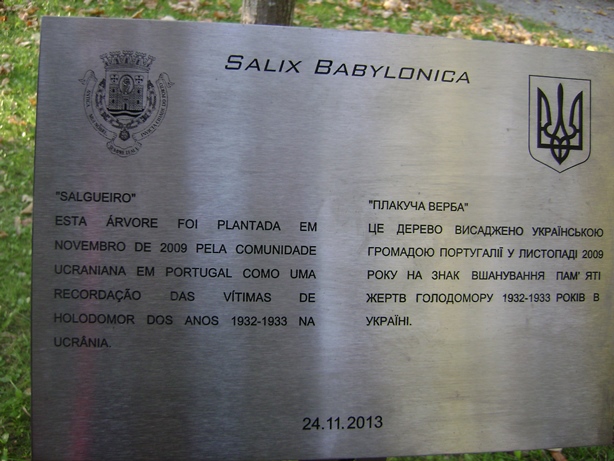 SALIX BABYLONICA
"SALGUEIRO"
ESTA ÁRVORE FOI PLANTADA EM
NOVEMBRO DE 2009 PELA COMUNIDADE
UCRANIANA EM PORTUGAL COMO UMA
RECORDAÇÃO DAS VÍTIMAS DE
HOLODOMOR DOS ANOS 1932-1933 NA
UCRÂNIA.
"ПЛАКУЧА ВЕРБА"
ЦЕ ДЕРЕВО ВИСАДЖЕНО УКРАЇНСЬКОЮ
ГРОМАДОЮ ПОРТУГАЛІЇ У ЛИСТОПАДІ 2009
РОКУ НА ЗНАК ВШАНУВАННЯ ПАМ' ЯТІ
ЖЕРТВ ГОЛОДОМОРУ 1932-1933 РОКІВ В
УКРАЇНІ.
24.11.2013